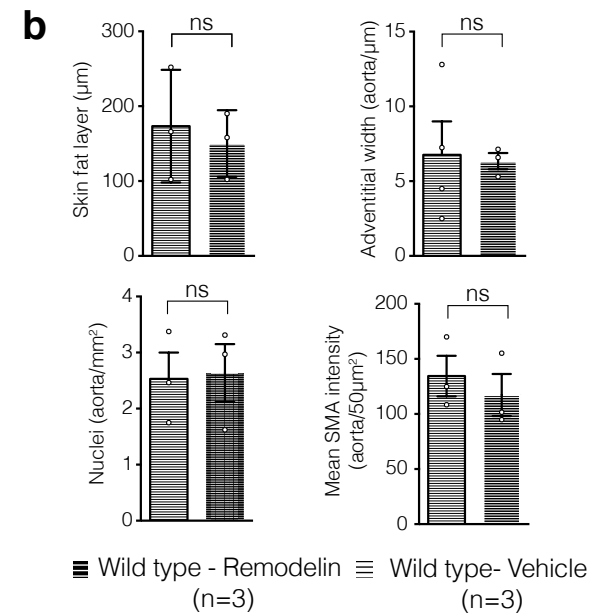 b
ns
300
200
100
0
Skin fat layer (µm)
ns
15
10
5
0
Adventitial width (aorta/µm)
ns
4
3
2
1
0
Nuclei (aorta/mm²)
ns
200
150
100
50
0
Mean SMA intensity
(aorta/50µm²)
Wild type - Remodelin
(n=3)
Wild type- Vehicle
(n=3)